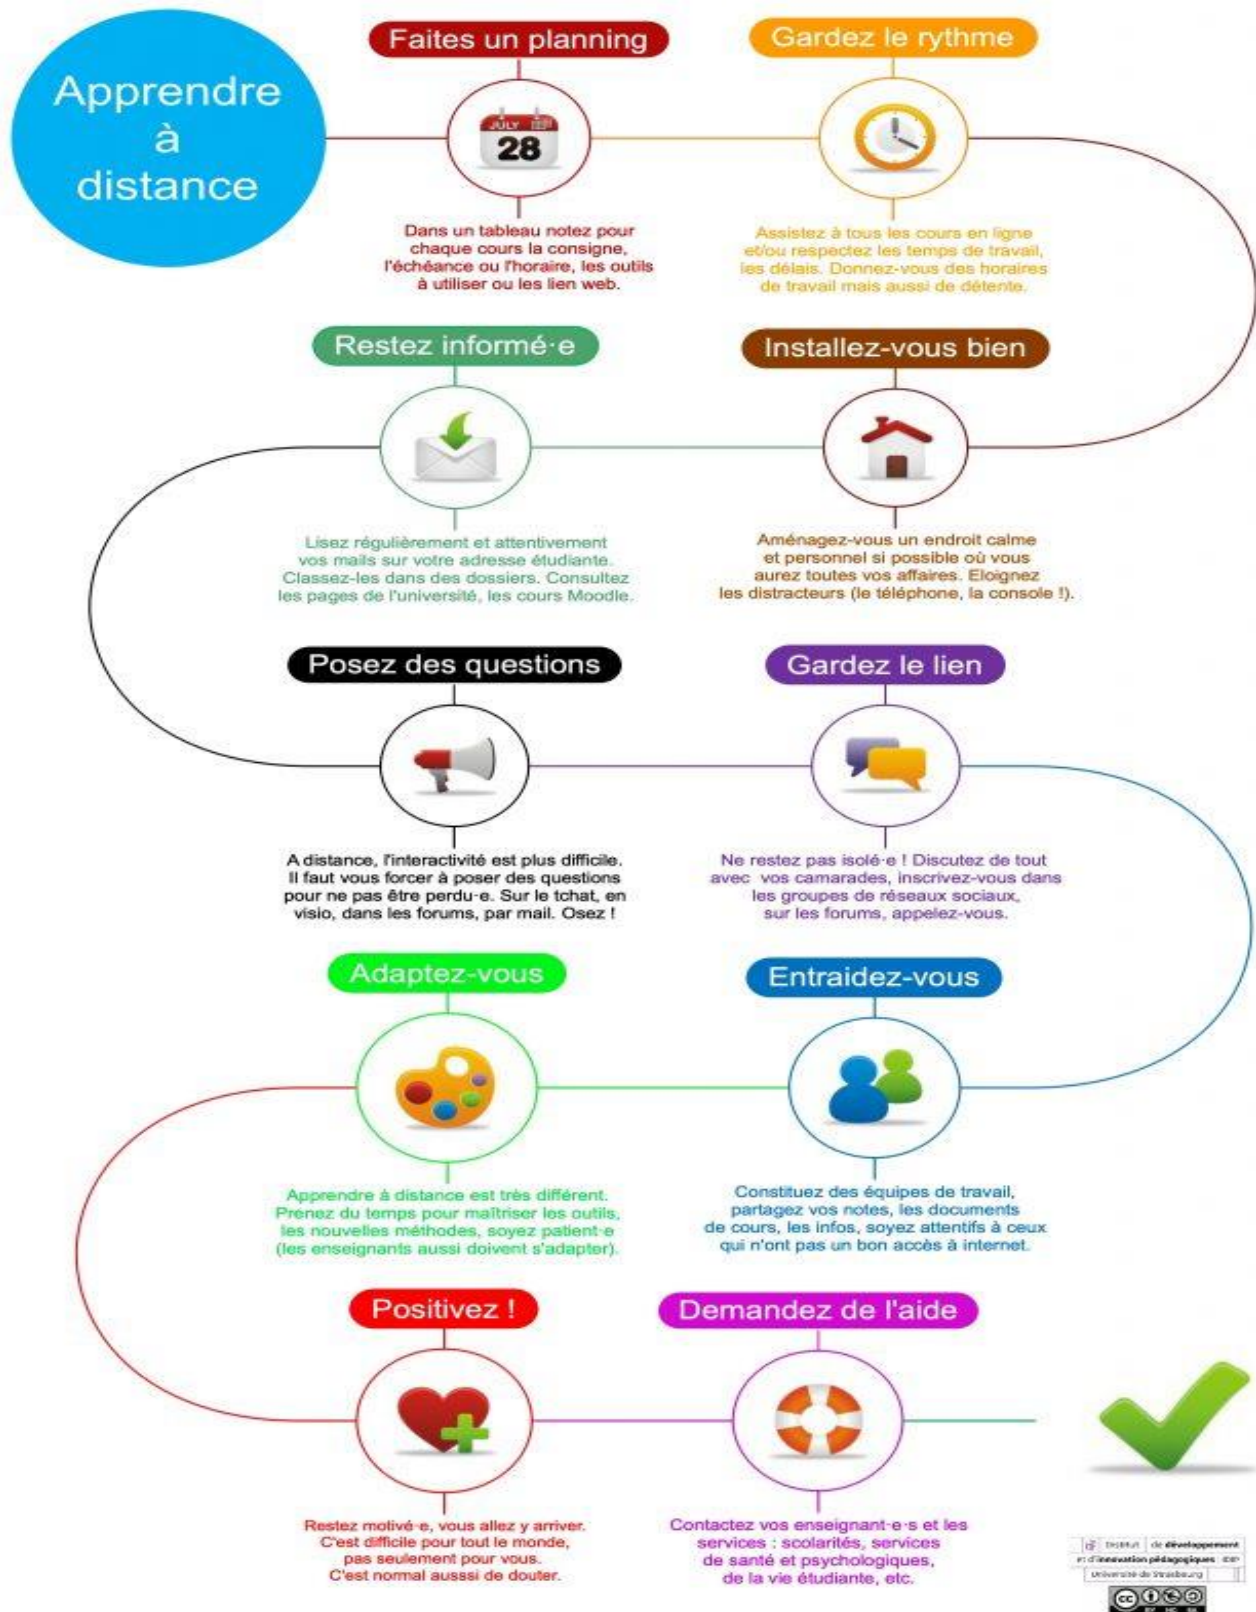 Apprendre
à
distance
Faites un planning
JULY
28
Dans un tableau notez pour
chaque cours la consigne,
l'échéance ou l'horaire, les outils
à utiliser ou les lien web.
Gardez le rythme
Assistez à tous les cours en ligne
et/ou respectez les temps de travail,
les délais. Donnez-vous des horaires
de travail mais aussi de détente.
Installez-vous bien
Aménagez-vous un endroit calme
et personnel si possible où vous
aurez toutes vos affaires. Eloignez
les distracteurs (le téléphone, la console !).
Restez informé·e
Lisez régulièrement et attentivement
vos mails sur votre adresse étudiante.
Classez-les dans des dossiers. Consultez
les pages de l'université, les cours Moodle.
Posez des questions
A distance, l'interactivité est plus difficile.
Il faut vous forcer à poser des questions
pour ne pas être perdu·e. Sur le tchat, en
visio, dans les forums, par mail. Osez !
Gardez le lien
Ne restez pas isolé·e ! Discutez de tout
avec vos camarades, inscrivez-vous dans
les groupes de réseaux sociaux,
sur les forums, appelez-vous.
Entraidez-vous
Constituez des équipes de travail,
partagez vos notes, les documents
de cours, les infos, soyez attentifs à ceux
qui n'ont pas un bon accès à internet.
Adaptez-vous
Apprendre à distance est très différent.
Prenez du temps pour maîtriser les outils,
les nouvelles méthodes, soyez patient·e
(les enseignants aussi doivent s'adapter).
Positivez !
Restez motivé·e, vous allez y arriver.
C'est difficile pour tout le monde,
pas seulement pour vous.
C'est normal ausssi de douter.
Demandez de l'aide
Contactez vos enseignant·e·s et les
services : scolarités, services
de santé et psychologiques,
de la vie étudiante, etc.
Institut de développement
et d'innovation pédagogiques
Université de Strasbourg
CC
BY NC SA